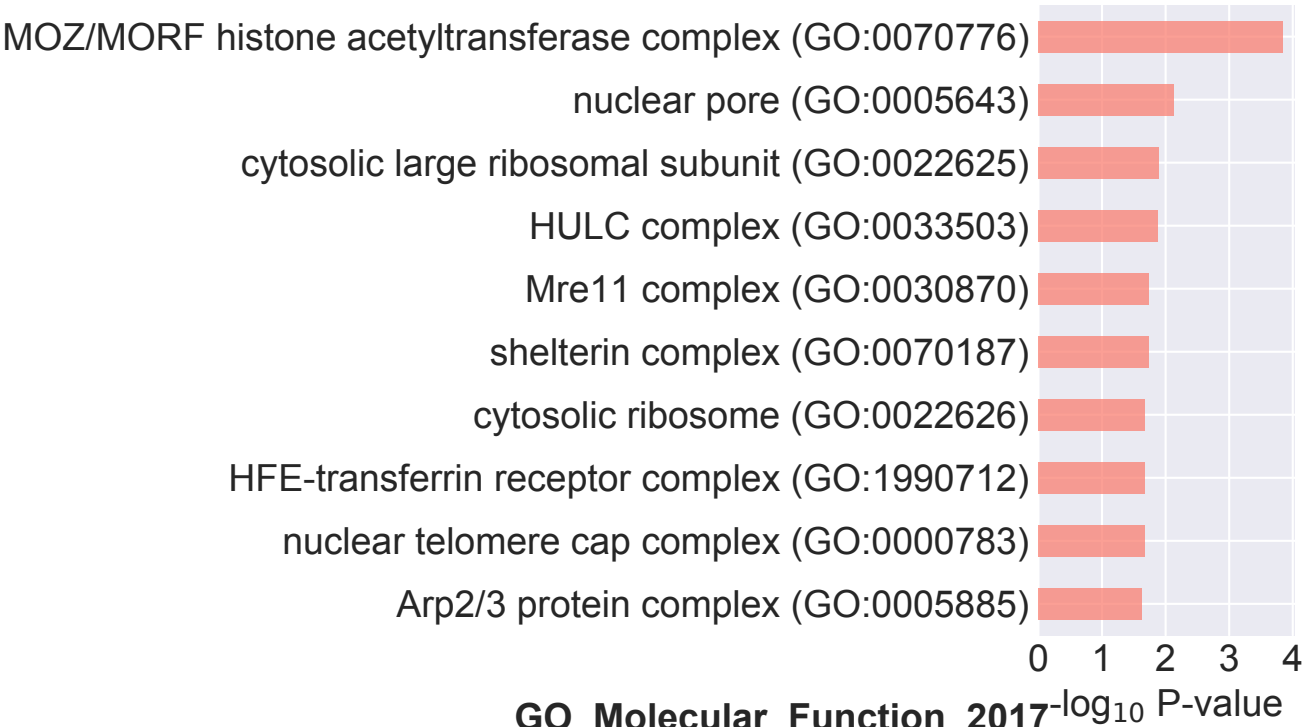 MOZ/MORF histone acetyltransferase complex (GO:0070776)
nuclear pore (GO:0005643)
cytosolic large ribosomal subunit (GO:0022625)
HULC complex (GO:0033503)
Mre11 complex (GO:0030870)
shelterin complex (GO:0070187)
cytosolic ribosome (GO:0022626)
HFE-transferrin receptor complex (GO:1990712)
nuclear telomere cap complex (GO:0000783)
Arp2/3 protein complex (GO:0005885)
0 1 2 3 4
-log₁₀ P-value
GO Molecular Function 2017